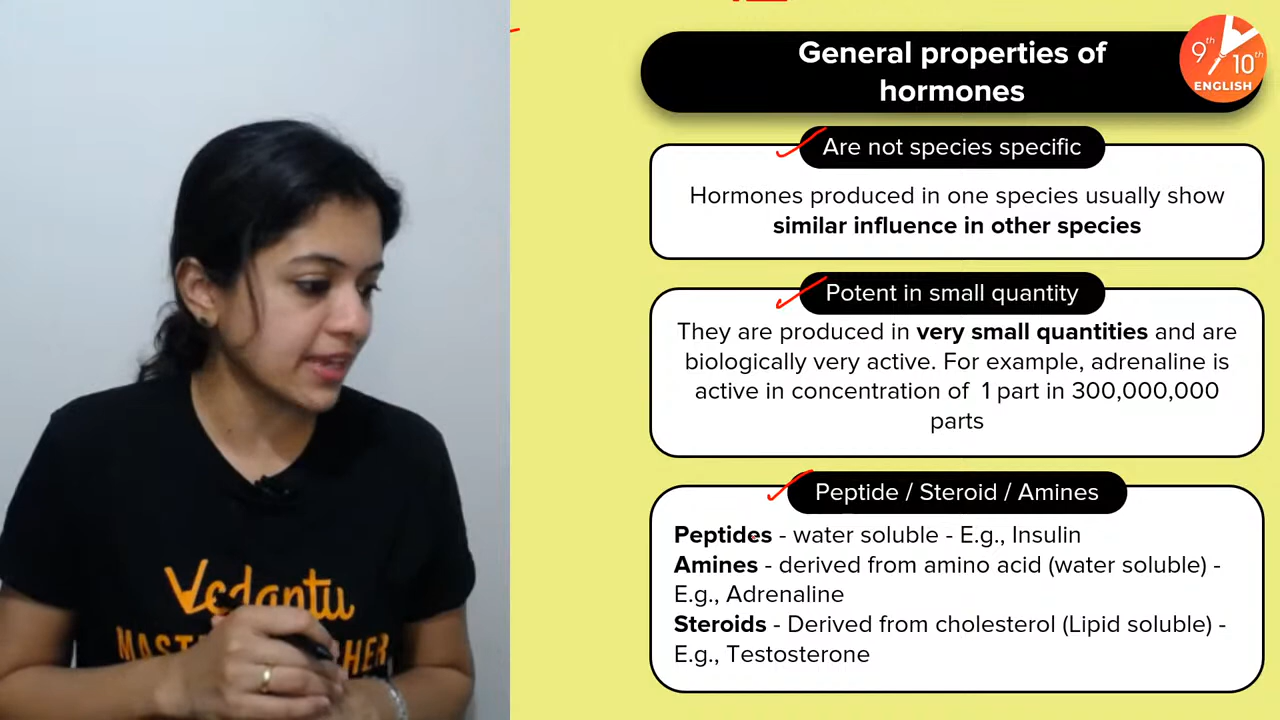 General properties of
hormones
9th
10th
ENGLISH
Are not species specific
Hormones produced in one species usually show
similar influence in other species
Potent in small quantity
They are produced in very small quantities and are
biologically very active. For example, adrenaline is
active in concentration of 1 part in 300,000,000
parts
Peptide / Steroid / Amines
Peptides - water soluble - E.g., Insulin
Amines - derived from amino acid (water soluble) -
E.g., Adrenaline
Steroids - Derived from cholesterol (Lipid soluble) -
E.g., Testosterone
Vedantu